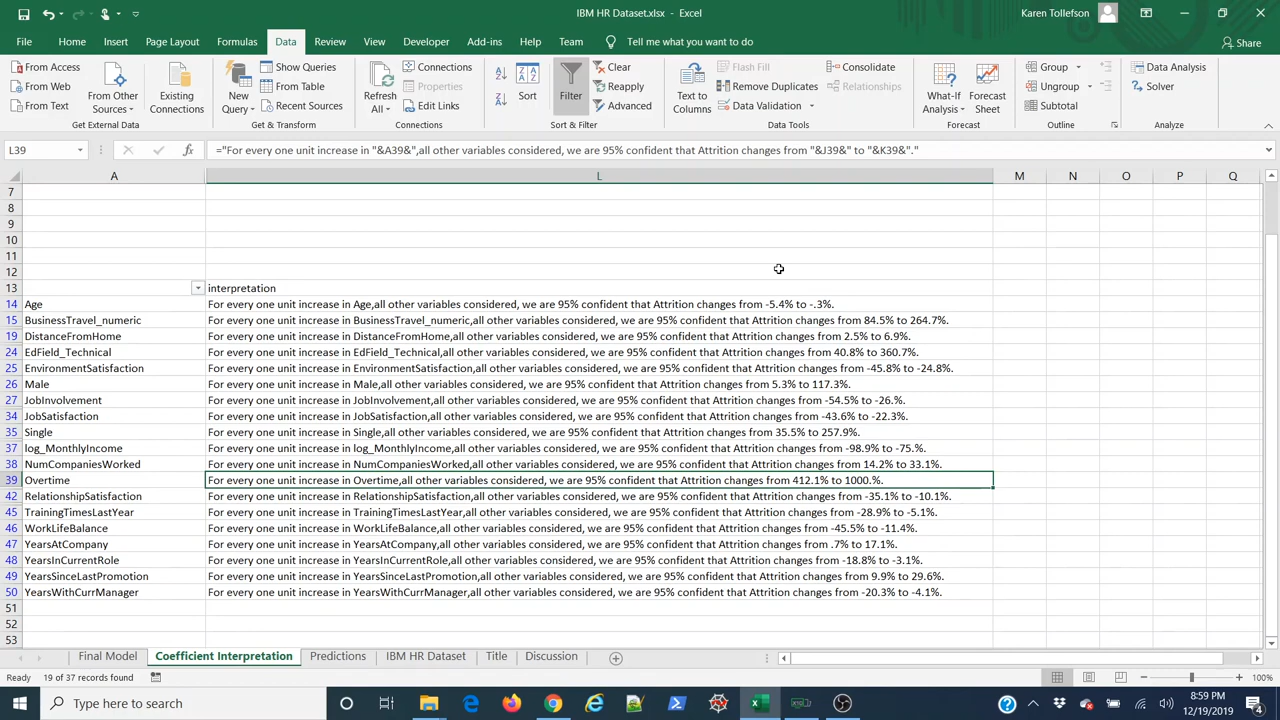 IBM HR Dataset.xlsx - Excel
Karen Tollefson
File Home Insert Page Layout Formulas Data Review View Developer Add-ins Help Team Tell me what you want to do Share
From Access
From Web
From Text
From Other Sources
Existing Connections
Get External Data
New Query
Show Queries
From Table
Recent Sources
Get & Transform
Refresh All
Connections
Properties
Edit Links
Connections
Sort
Filter
Clear
Reapply
Advanced
Sort & Filter
Text to Columns
Flash Fill
Remove Duplicates
Data Validation
Consolidate
Relationships
Data Tools
What-If Analysis
Forecast Sheet
Forecast
Group
Ungroup
Subtotal
Outline
Data Analysis
Solver
Analyze
L39 fx ="For every one unit increase in "&A39&",all other variables considered, we are 95% confident that Attrition changes from "&J39&" to "&K39&"."
A L M N O P Q
7
8
9
10
11
12
13 interpretation
14 Age For every one unit increase in Age,all other variables considered, we are 95% confident that Attrition changes from -5.4% to -.3%.
15 BusinessTravel_numeric For every one unit increase in BusinessTravel_numeric,all other variables considered, we are 95% confident that Attrition changes from 84.5% to 264.7%.
19 DistanceFromHome For every one unit increase in DistanceFromHome,all other variables considered, we are 95% confident that Attrition changes from 2.5% to 6.9%.
24 EdField_Technical For every one unit increase in EdField_Technical,all other variables considered, we are 95% confident that Attrition changes from 40.8% to 360.7%.
25 EnvironmentSatisfaction For every one unit increase in EnvironmentSatisfaction,all other variables considered, we are 95% confident that Attrition changes from -45.8% to -24.8%.
26 Male For every one unit increase in Male,all other variables considered, we are 95% confident that Attrition changes from 5.3% to 117.3%.
27 JobInvolvement For every one unit increase in JobInvolvement,all other variables considered, we are 95% confident that Attrition changes from -54.5% to -26.%.
34 JobSatisfaction For every one unit increase in JobSatisfaction,all other variables considered, we are 95% confident that Attrition changes from -43.6% to -22.3%.
35 Single For every one unit increase in Single,all other variables considered, we are 95% confident that Attrition changes from 35.5% to 257.9%.
37 log_MonthlyIncome For every one unit increase in log_MonthlyIncome,all other variables considered, we are 95% confident that Attrition changes from -98.9% to -75.%.
38 NumCompaniesWorked For every one unit increase in NumCompaniesWorked,all other variables considered, we are 95% confident that Attrition changes from 14.2% to 33.1%.
39 Overtime For every one unit increase in Overtime,all other variables considered, we are 95% confident that Attrition changes from 412.1% to 1000.%.
42 RelationshipSatisfaction For every one unit increase in RelationshipSatisfaction,all other variables considered, we are 95% confident that Attrition changes from -35.1% to -10.1%.
45 TrainingTimesLastYear For every one unit increase in TrainingTimesLastYear,all other variables considered, we are 95% confident that Attrition changes from -28.9% to -5.1%.
46 WorkLifeBalance For every one unit increase in WorkLifeBalance,all other variables considered, we are 95% confident that Attrition changes from -45.5% to -11.4%.
47 YearsAtCompany For every one unit increase in YearsAtCompany,all other variables considered, we are 95% confident that Attrition changes from .7% to 17.1%.
48 YearsInCurrentRole For every one unit increase in YearsInCurrentRole,all other variables considered, we are 95% confident that Attrition changes from -18.8% to -3.1%.
49 YearsSinceLastPromotion For every one unit increase in YearsSinceLastPromotion,all other variables considered, we are 95% confident that Attrition changes from 9.9% to 29.6%.
50 YearsWithCurrManager For every one unit increase in YearsWithCurrManager,all other variables considered, we are 95% confident that Attrition changes from -20.3% to -4.1%.
51
52
53
Final Model Coefficient Interpretation Predictions IBM HR Dataset Title Discussion
Ready 19 of 37 records found 100%
Type here to search
8:59 PM
12/19/2019